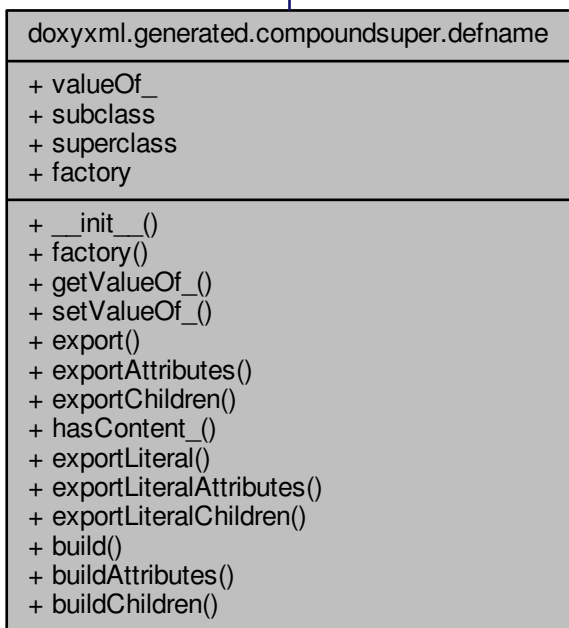 doxyxml.generated.compoundsuper.defname
+ valueOf_
+ subclass
+ superclass
+ factory
+ __init__()
+ factory()
+ getValueOf_()
+ setValueOf_()
+ export()
+ exportAttributes()
+ exportChildren()
+ hasContent_()
+ exportLiteral()
+ exportLiteralAttributes()
+ exportLiteralChildren()
+ build()
+ buildAttributes()
+ buildChildren()